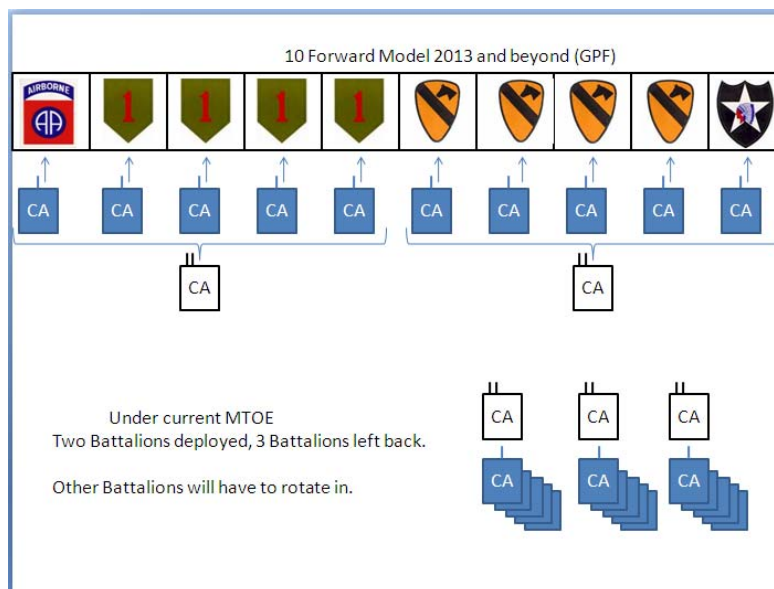 10 Forward Model 2013 and beyond (GPF)
AIRBORNE
AA
1
1
1
1
CA
CA
CA
CA
CA
CA
CA
CA
CA
CA
CA
CA
Under current MTOE
Two Battalions deployed, 3 Battalions left back.
Other Battalions will have to rotate in.
CA
CA
CA
CA
CA
CA